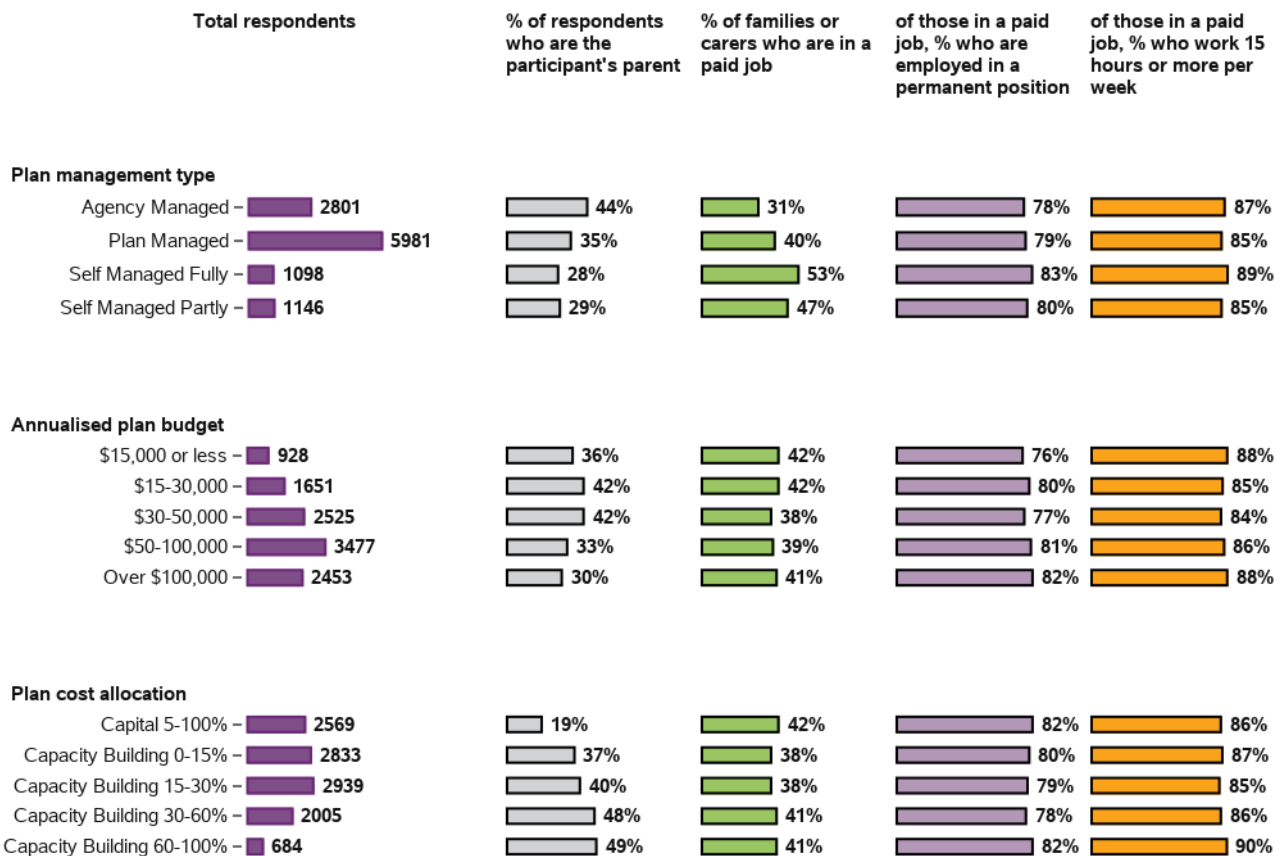 Total respondents
% of respondents who are the participant's parent
% of families or carers who are in a paid job
of those in a paid job, % who are employed in a permanent position
of those in a paid job, % who work 15 hours or more per week
Plan management type
Agency Managed 2801 44% 31% 78% 87%
Plan Managed 5981 35% 40% 79% 85%
Self Managed Fully 1098 28% 53% 83% 89%
Self Managed Partly 1146 29% 47% 80% 85%
Annualised plan budget
$15,000 or less 928 36% 42% 76% 88%
$15-30,000 1651 42% 42% 80% 85%
$30-50,000 2525 42% 38% 77% 84%
$50-100,000 3477 33% 39% 81% 86%
Over $100,000 2453 30% 41% 82% 88%
Plan cost allocation
Capital 5-100% 2569 19% 42% 82% 86%
Capacity Building 0-15% 2833 37% 38% 80% 87%
Capacity Building 15-30% 2939 40% 38% 79% 85%
Capacity Building 30-60% 2005 48% 41% 78% 86%
Capacity Building 60-100% 684 49% 41% 82% 90%